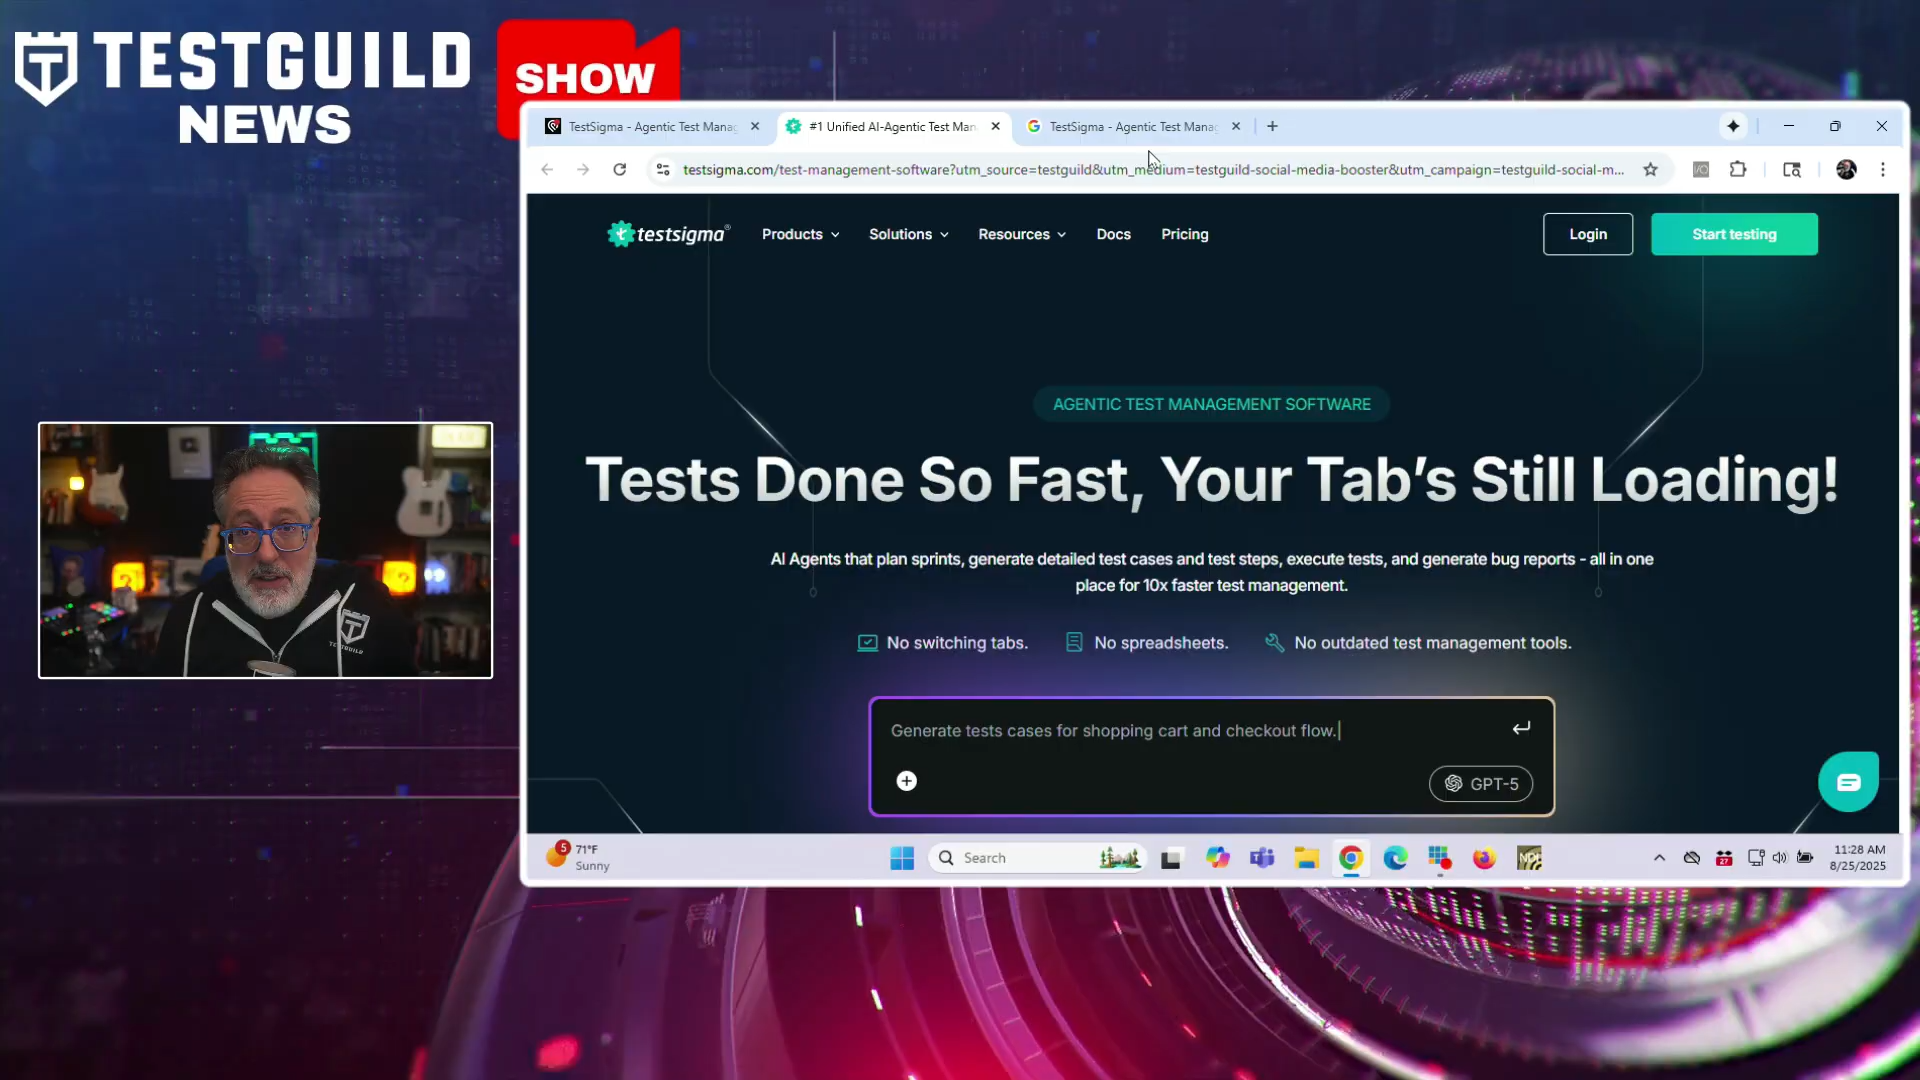 TESTGUILD
NEWS
SHOW
TestSigma - Agentic Test Manag
#1 Unified AI-Agentic Test Man
TestSigma - Agentic Test Manag
testsigma.com/test-management-software?utm_source=testguild&utm_medium=testguild-social-media-booster&utm_campaign=testguild-social-m...
testsigma®
Products
Solutions
Resources
Docs
Pricing
Login
Start testing
AGENTIC TEST MANAGEMENT SOFTWARE
Tests Done So Fast, Your Tab’s Still Loading!
AI Agents that plan sprints, generate detailed test cases and test steps, execute tests, and generate bug reports - all in one
place for 10x faster test management.
No switching tabs.
No spreadsheets.
No outdated test management tools.
Generate tests cases for shopping cart and checkout flow.
GPT-5
TESTGUILD
5
71°F
Sunny
Search
27
11:28 AM
8/25/2025